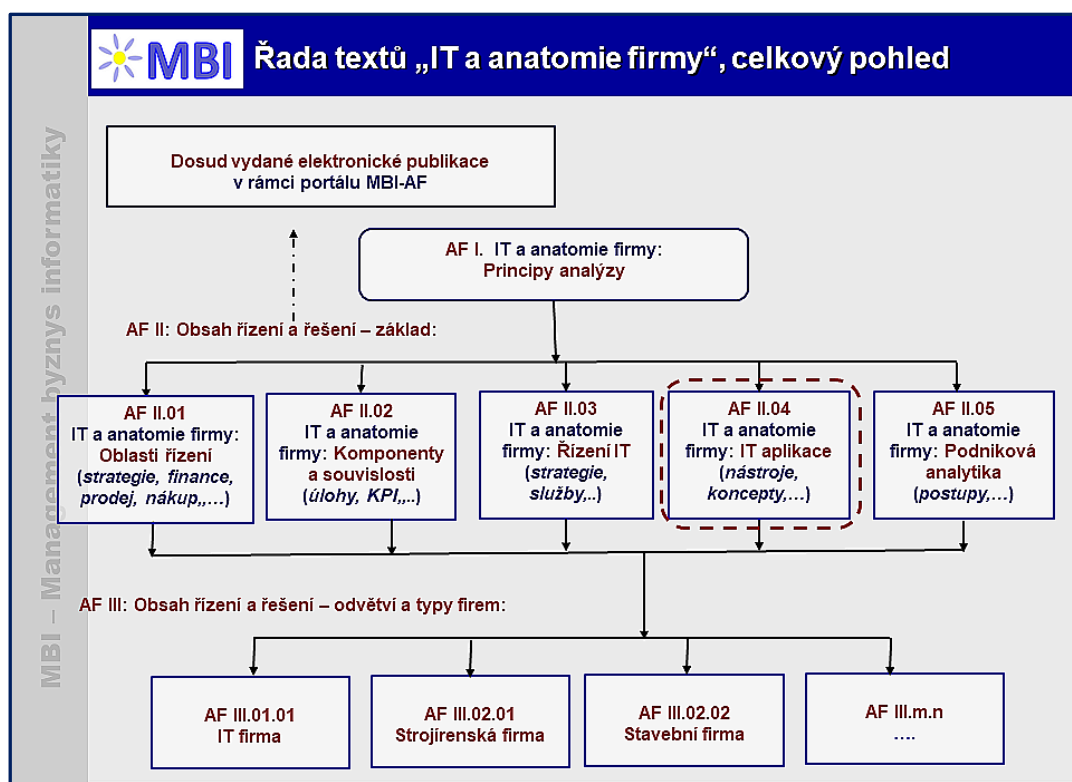 MBI
Řada textů „IT a anatomie firmy“, celkový pohled
MBI – Management byznys informatiky
Dosud vydané elektronické publikace
v rámci portálu MBI-AF
AF I. IT a anatomie firmy:
Principy analýzy
AF II: Obsah řízení a řešení – základ:
AF II.01
IT a anatomie firmy:
Oblasti řízení
(strategie, finance,
prodej, nákup,,…)
AF II.02
IT a anatomie
firmy: Komponenty
a souvislosti
(úlohy, KPI,,..)
AF II.03
IT a anatomie
firmy: Řízení IT
(strategie,
služby,..)
AF II.04
IT a anatomie
firmy: IT aplikace
(nástroje,
koncepty,…)
AF II.05
IT a anatomie
firmy: Podniková
analytika
(postupy,…)
AF III: Obsah řízení a řešení – odvětví a typy firem:
AF III.01.01
IT firma
AF III.02.01
Strojírenská firma
AF III.02.02
Stavební firma
AF III.m.n
….